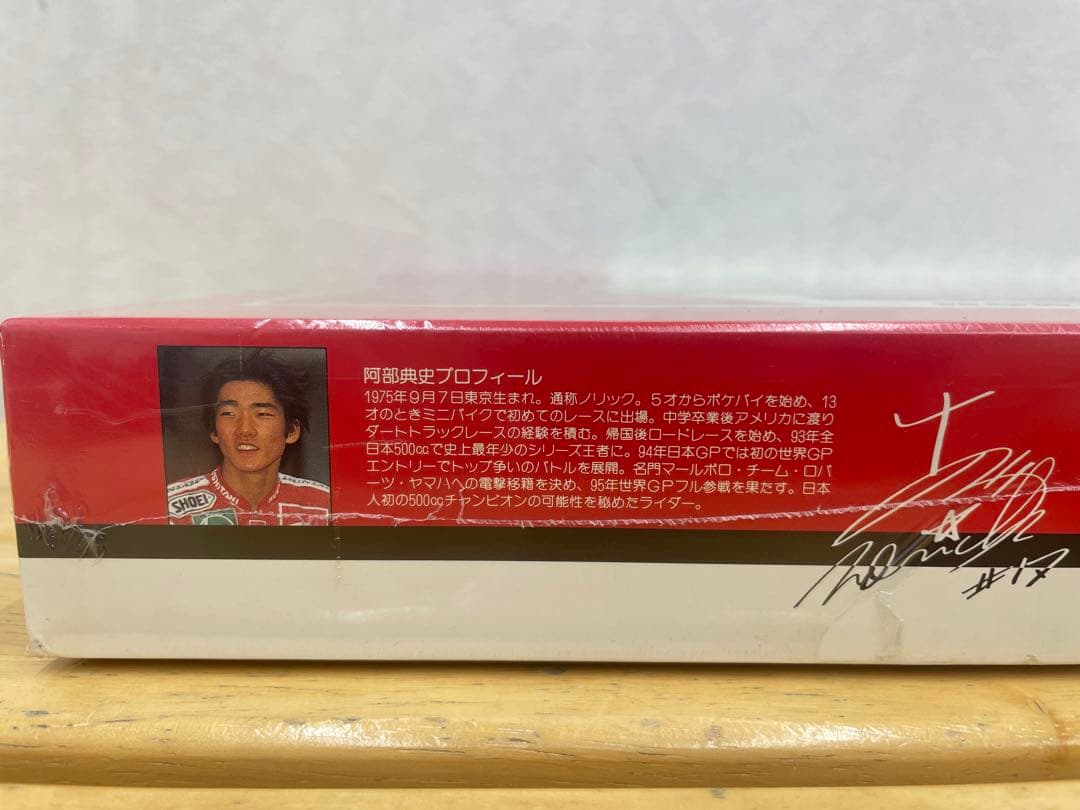 阿部典史プロフィール
1975年9月7日東京生まれ。通称ノリック。5才からポケバイを始め、13
才のときミニバイクで初めてのレースに出場。中学卒業後アメリカに渡り
ダートトラックレースの経験を積む。帰国後ロードレースを始め、93年全
日本500ccで史上最年少のシリーズ王者に。94年日本GPでは初の世界GP
エントリーでトップ争いのバトルを展開。名門マールボロ・チーム・ロバ
ーツ・ヤマハへの電撃移籍を決め、95年世界GPフル参戦を果たす。日本
人初の500ccチャンピオンの可能性を秘めたライダー。
SHOEI
#17